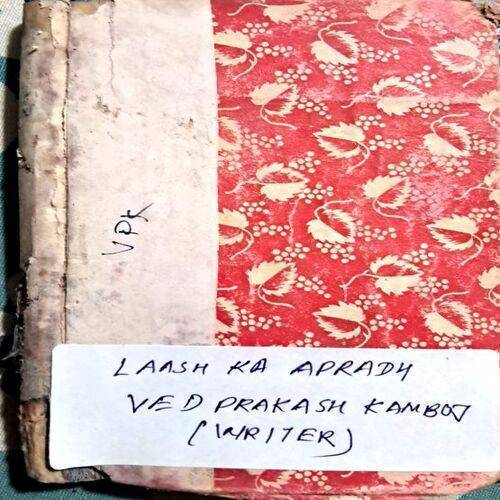 VPK
LAASH KA APRADH
VED PRAKASH KAMBOJ
(WRITER)